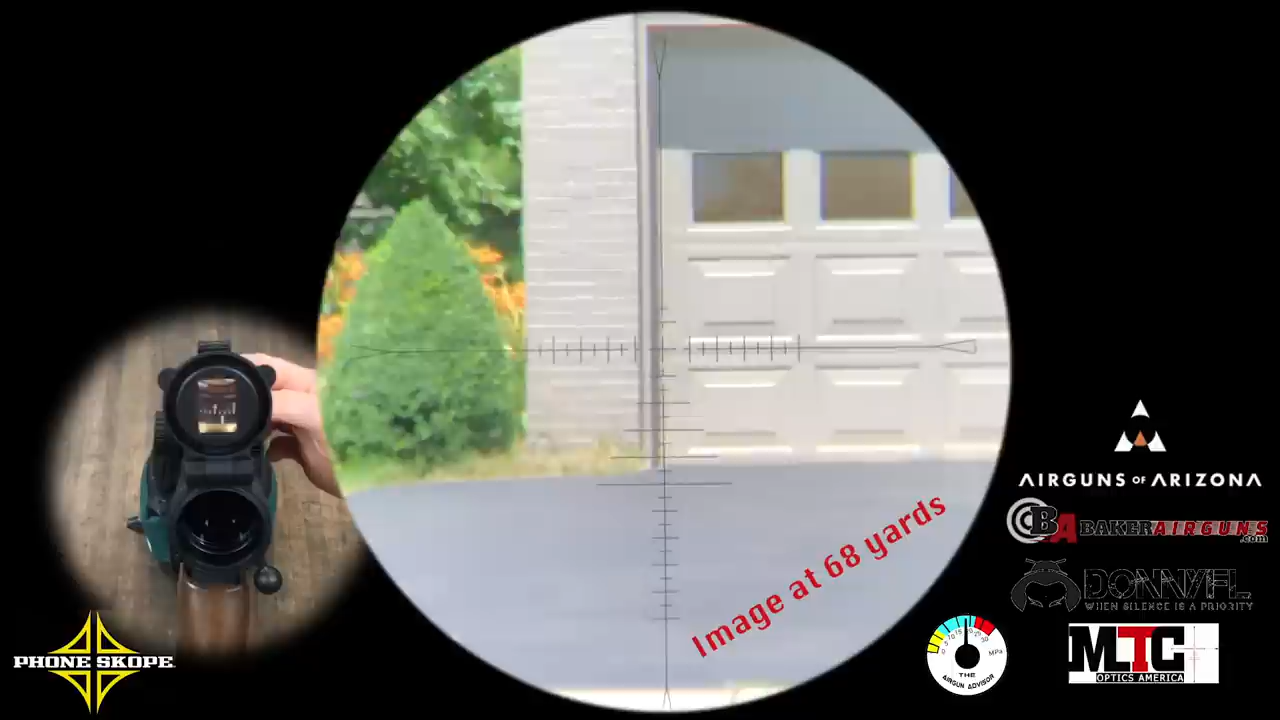 Image at 68 yards
AIRGUNS OF ARIZONA
BA BAKERAIRGUNS
.com
DONNYFL
WHEN SILENCE IS A PRIORITY
PHONE SKOPE
MPa
THE
AIRGUN ADVISOR
MTC
OPTICS AMERICA